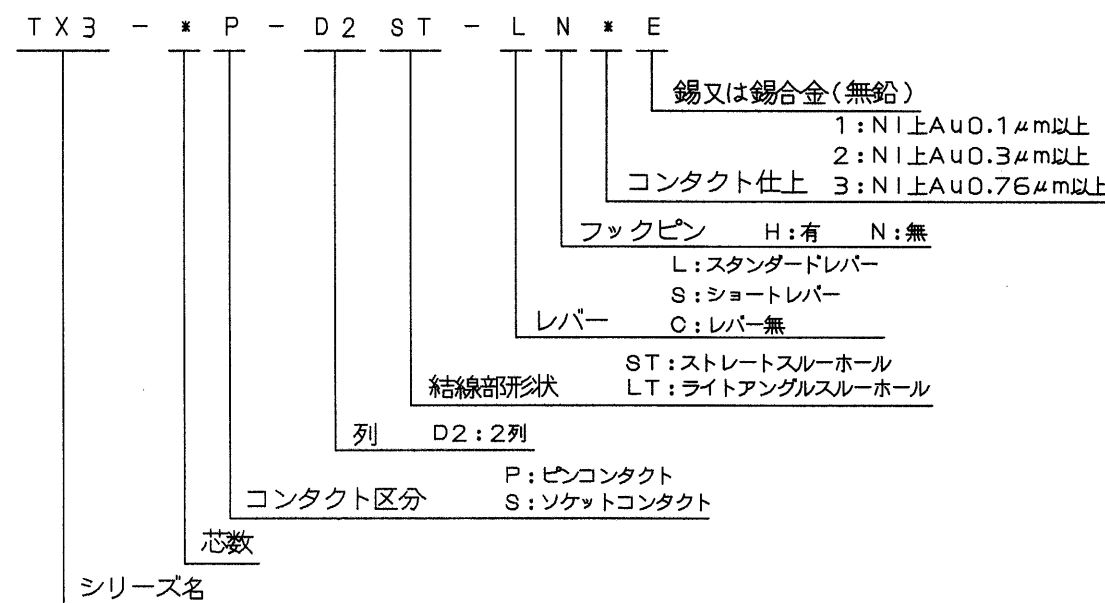 TX3 - * P - D2 ST - L N * E
錫又は錫合金(無鉛)
1:NI上Au0.1μm以上
2:NI上Au0.3μm以上
コンタクト仕上 3:NI上Au0.76μm以上
フックピン H:有 N:無
L:スタンダードレバー
S:ショートレバー
レバー C:レバー無
ST:ストレートスルーホール
結線部形状 LT:ライトアングルスルーホール
列 D2:2列
P:ピンコンタクト
コンタクト区分 S:ソケットコンタクト
芯数
シリーズ名